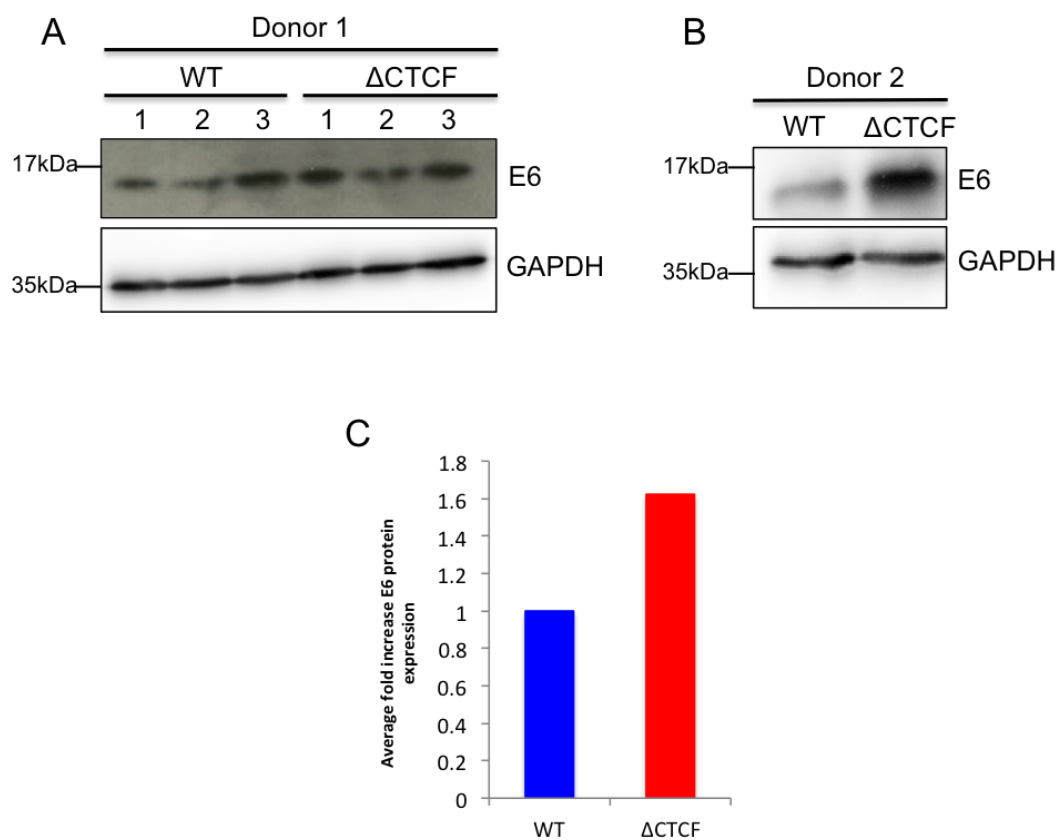 A
Donor 1
WT ΔCTCF
1 2 3 1 2 3
17kDa
E6
35kDa
GAPDH
B
Donor 2
WT ΔCTCF
17kDa
E6
35kDa
GAPDH
C
Average fold increase E6 protein
expression
1.8
1.6
1.4
1.2
1
0.8
0.6
0.4
0.2
0
WT ΔCTCF